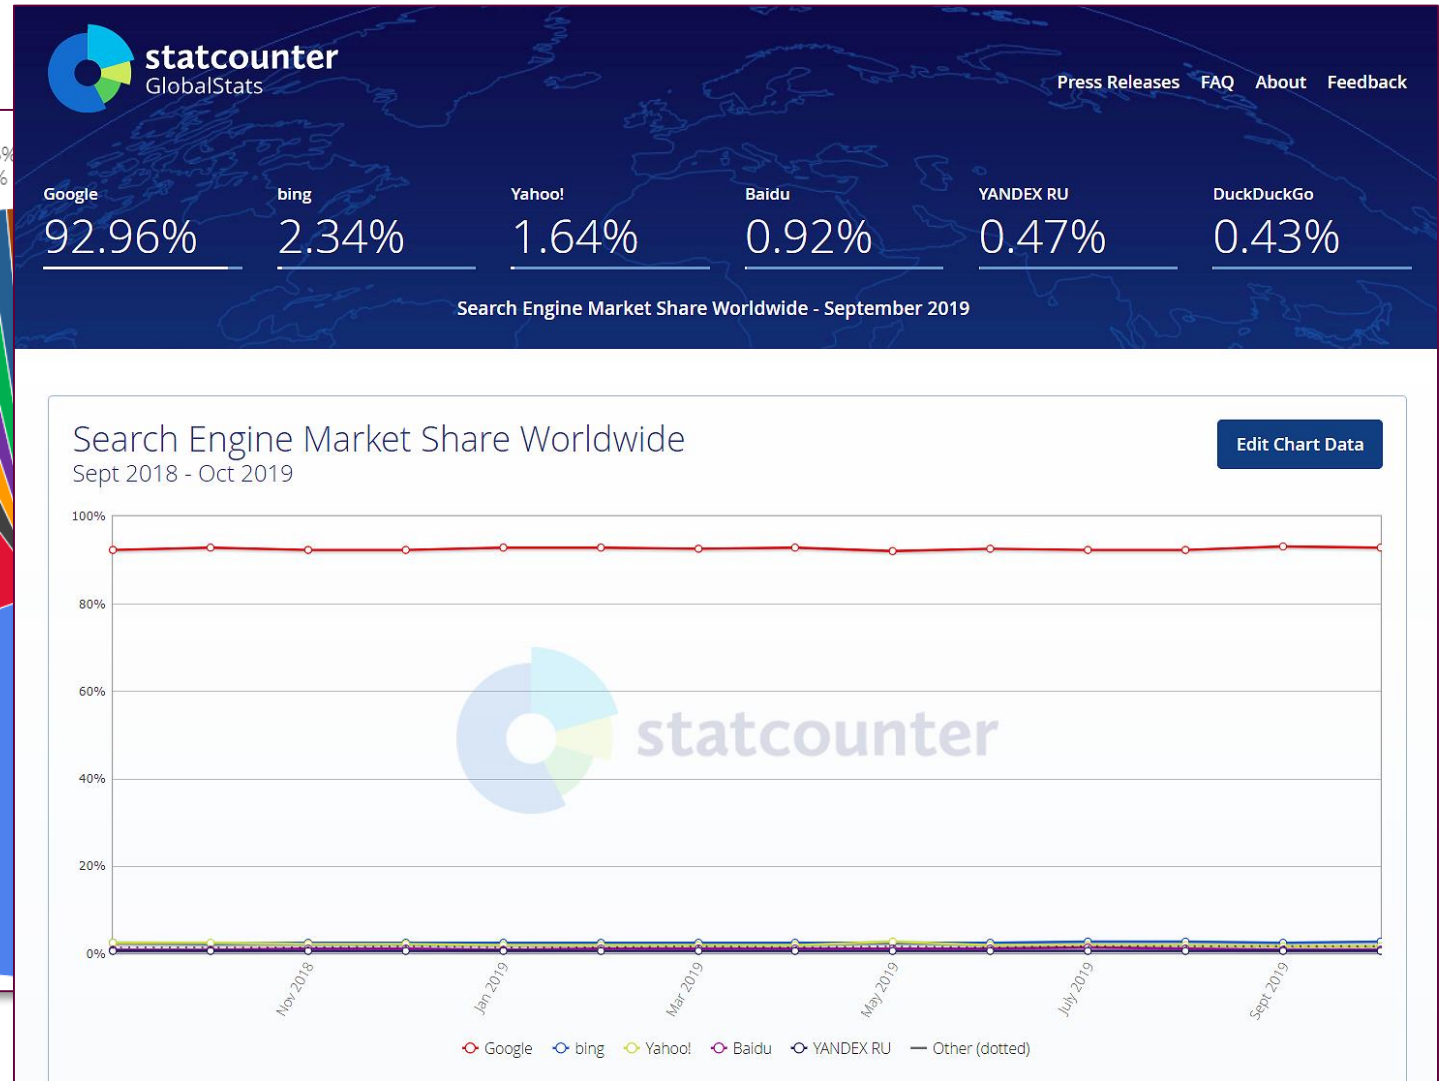 statcounter
GlobalStats
Press Releases FAQ About Feedback
Google bing Yahoo! Baidu YANDEX RU DuckDuckGo
92.96% 2.34% 1.64% 0.92% 0.47% 0.43%
Search Engine Market Share Worldwide - September 2019
Search Engine Market Share Worldwide
Sept 2018 - Oct 2019
Edit Chart Data
100%
80%
60%
statcounter
40%
20%
0%
Nov 2018 Jan 2019 Mar 2019 May 2019 July 2019 Sept 2019
Google bing Yahoo! Baidu YANDEX RU Other (dotted)